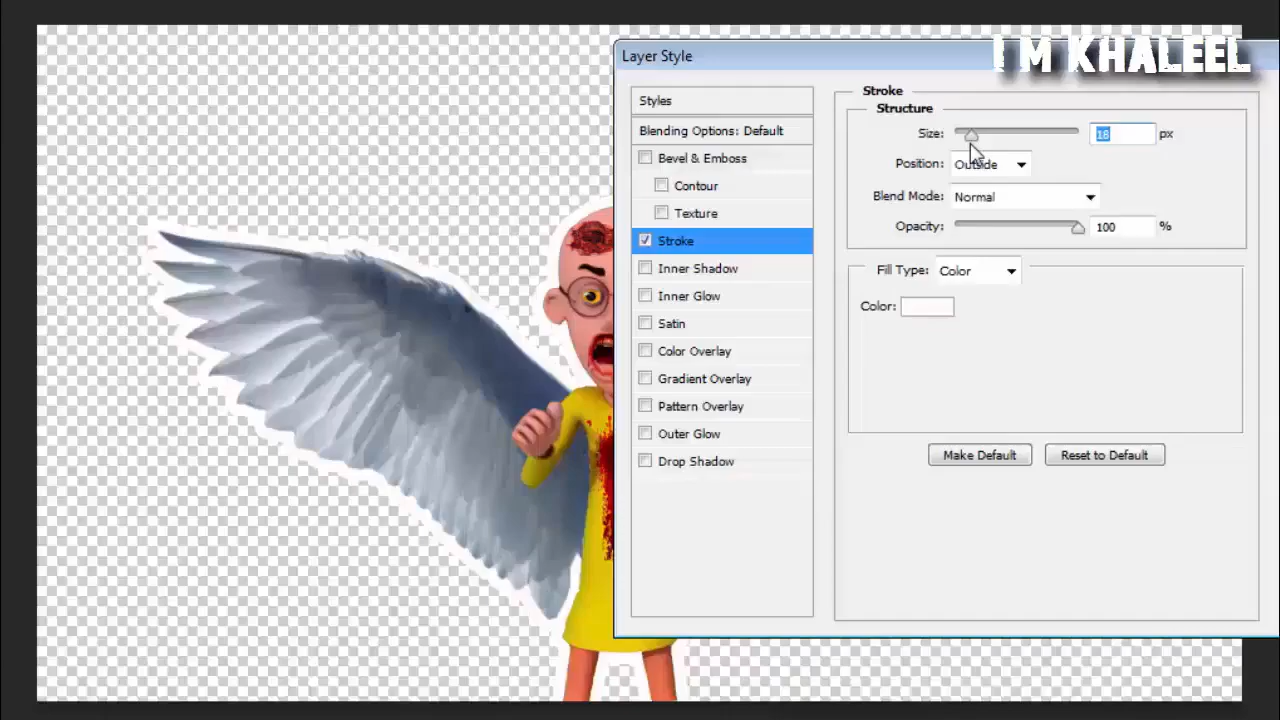 I M KHALEEL
Layer Style
Styles
Blending Options: Default
Bevel & Emboss
Contour
Texture
Stroke
Inner Shadow
Inner Glow
Satin
Color Overlay
Gradient Overlay
Pattern Overlay
Outer Glow
Drop Shadow
Stroke
Structure
Size: 18 px
Position: Outside
Blend Mode: Normal
Opacity: 100 %
Fill Type: Color
Color:
Make Default Reset to Default